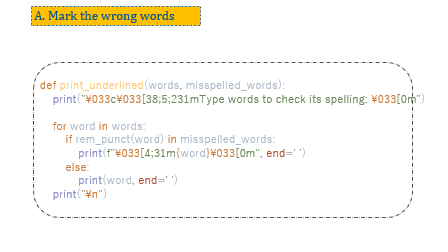 A. Mark the wrong words
def print_underlined(words, misspelled_words):
    print("¥033c¥033[38;5;231mType words to check its spelling: ¥033[0m")
    for word in words:
        if rem_punct(word) in misspelled_words:
            print(f"¥033[4;31m{word}¥033[0m", end=' ')
        else:
            print(word, end=' ')
    print("¥n")